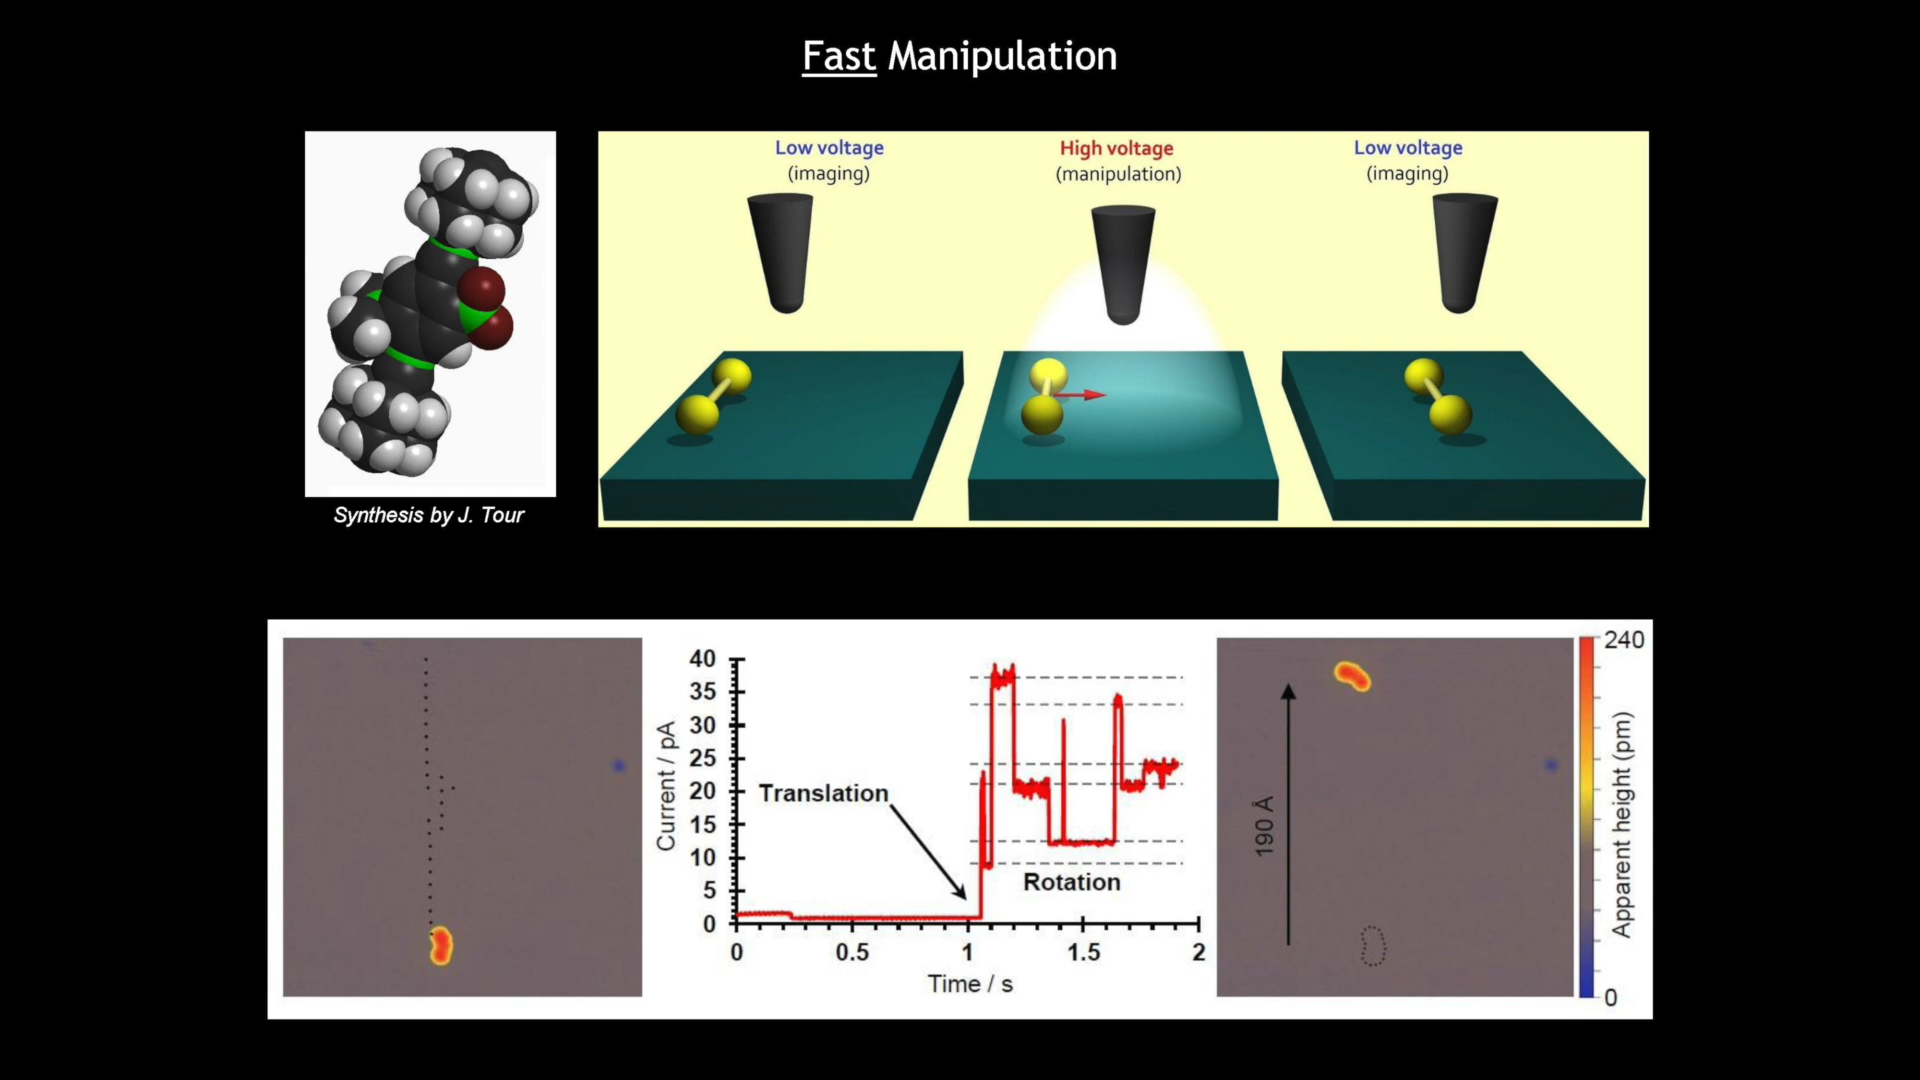 Fast Manipulation
Low voltage
(imaging)
High voltage
(manipulation)
Low voltage
(imaging)
Synthesis by J. Tour
40
35
30
25
20
15
10
5
0
Current / pA
Translation
Rotation
0 0.5 1 1.5 2
Time / s
190 Å
240
0
Apparent height (pm)